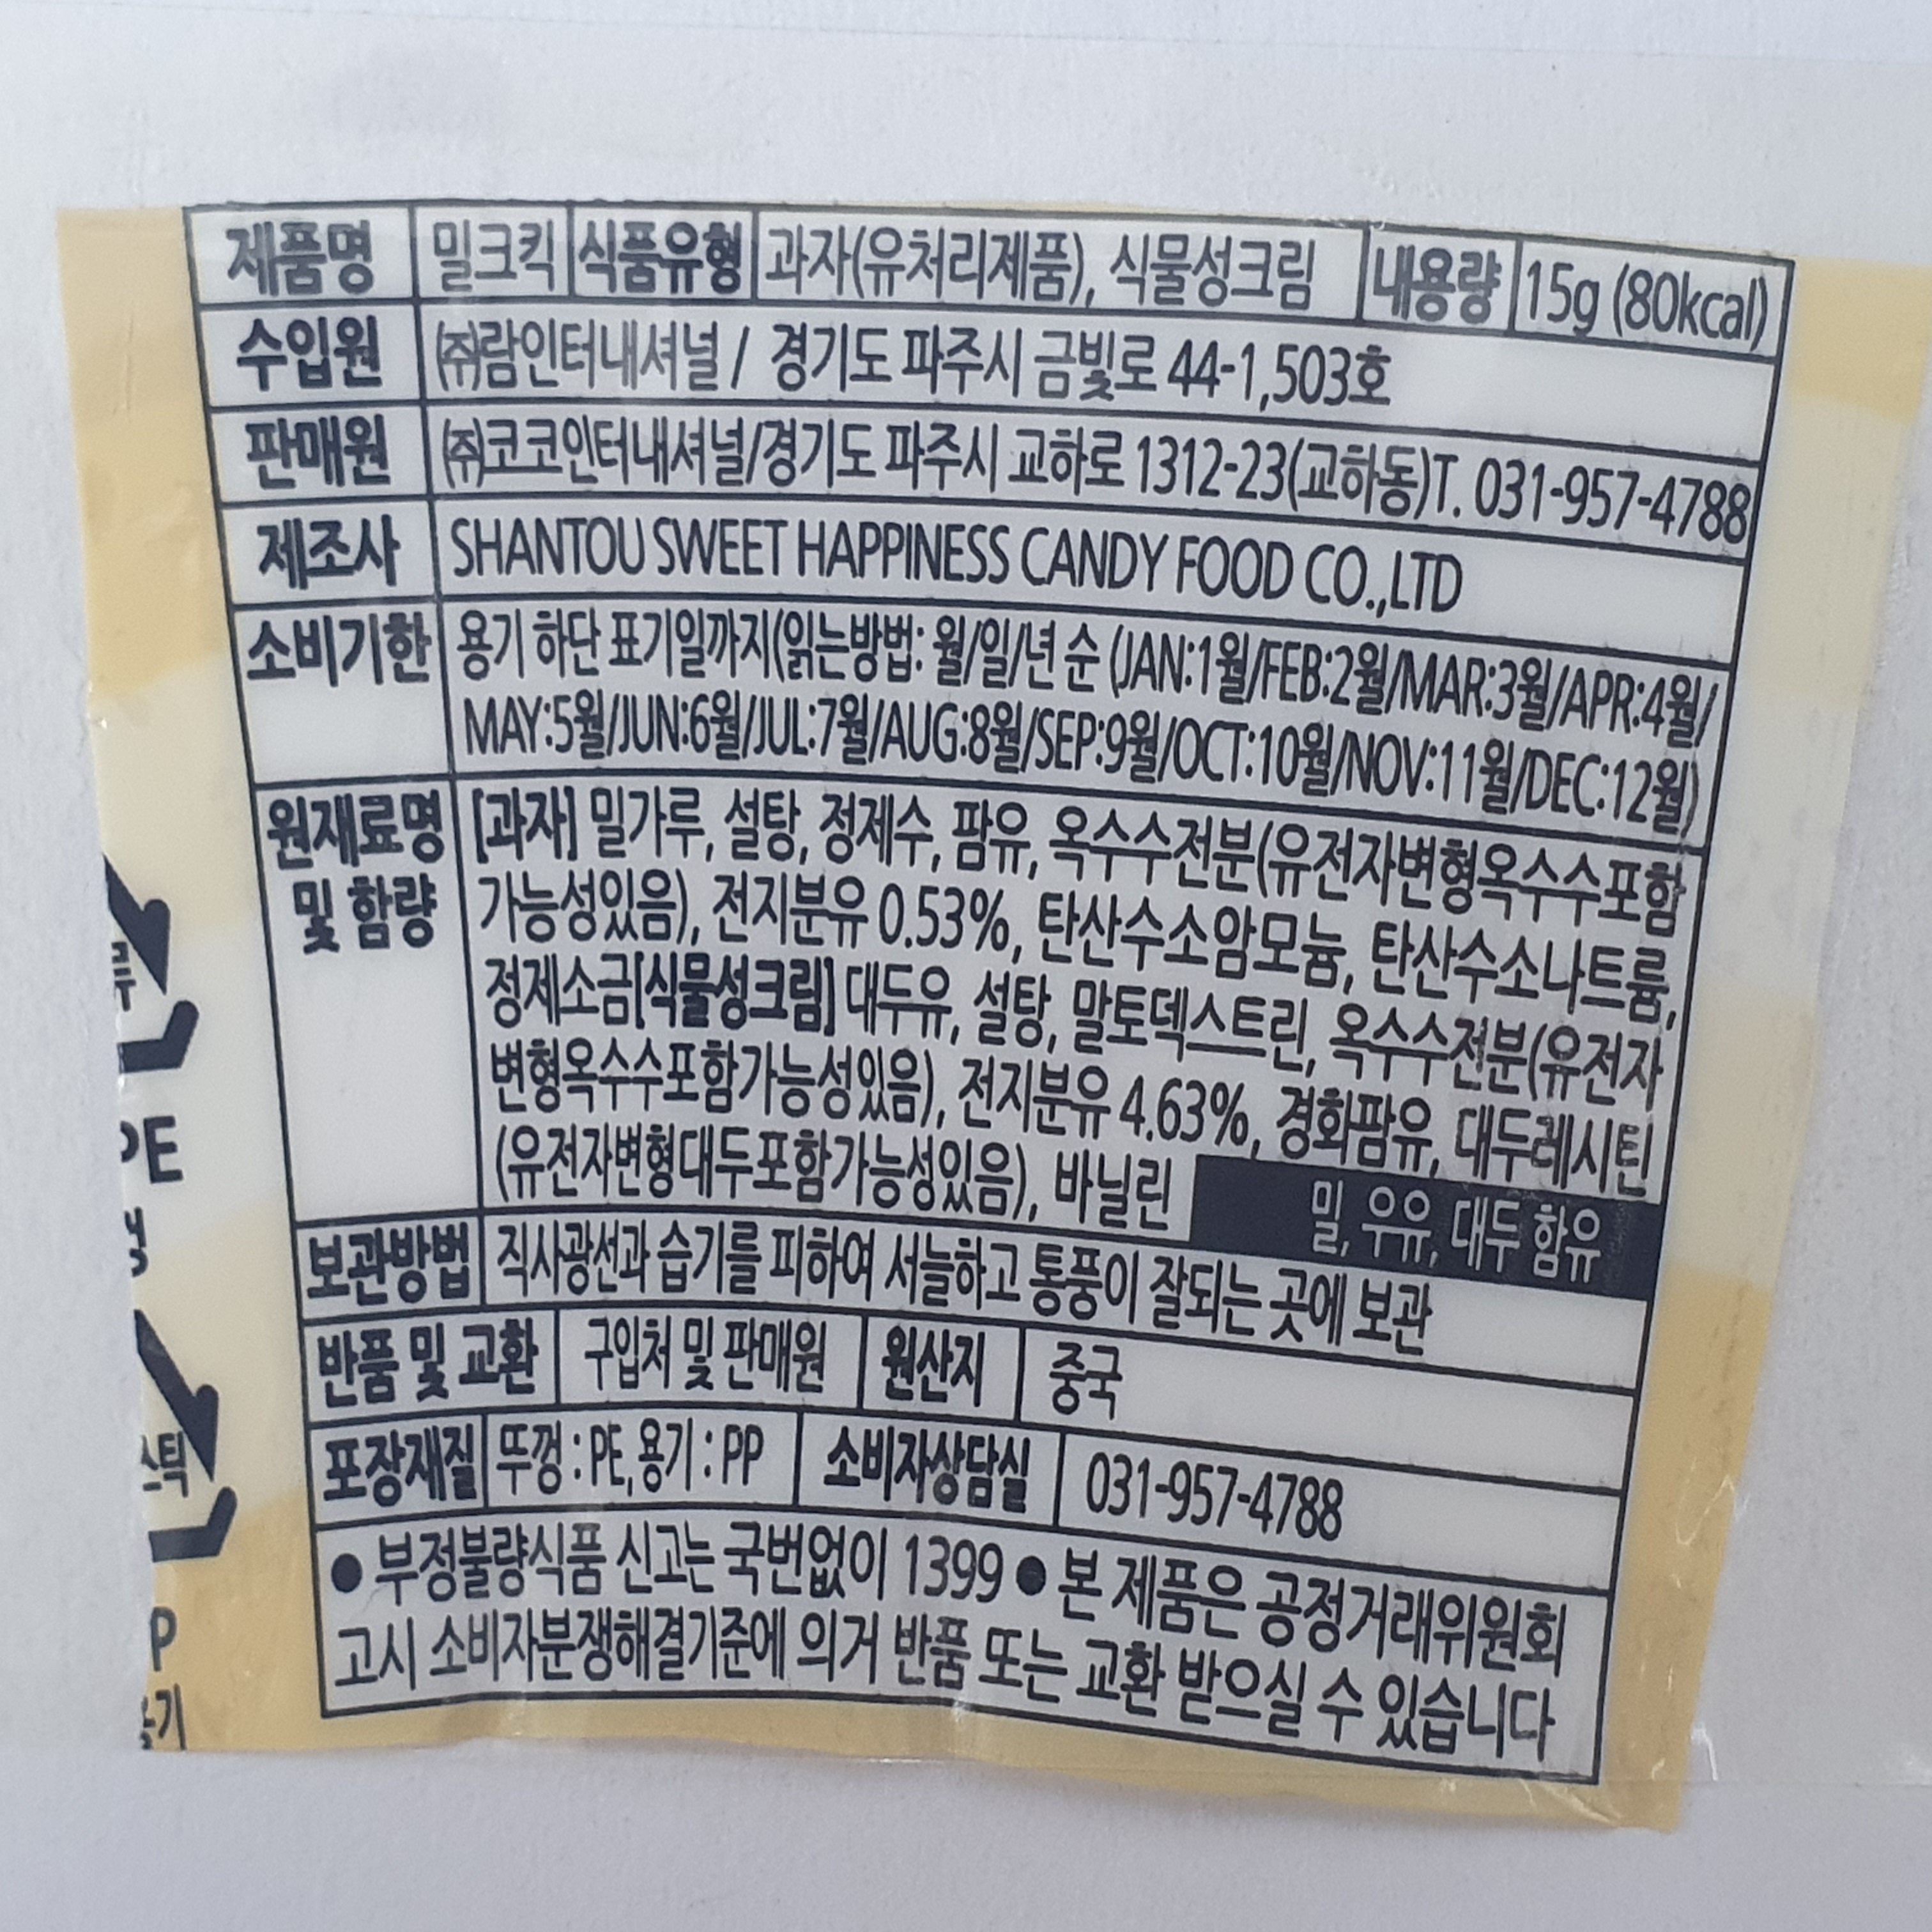 제품명 밀크킥 식품유형 과자(유처리제품), 식물성크림 내용량 15g (80kcal)
수입원 ㈜람인터내셔널 / 경기도 파주시 금빛로 44-1,503호
판매원 ㈜코코인터내셔널/경기도 파주시 교하로 1312-23(교하동)T. 031-957-4788
제조사 SHANTOU SWEET HAPPINESS CANDY FOOD CO.,LTD
소비기한 용기 하단 표기일까지(읽는방법: 월/일/년 순 (JAN:1월/FEB:2월/MAR:3월/APR:4월/
MAY:5월/JUN:6월/JUL:7월/AUG:8월/SEP:9월/OCT:10월/NOV:11월/DEC:12월)
원재료명 [과자] 밀가루, 설탕, 정제수, 팜유, 옥수수전분(유전자변형옥수수포함
및 함량 가능성있음), 전지분유 0.53%, 탄산수소암모늄, 탄산수소나트륨,
정제소금[식물성크림] 대두유, 설탕, 말토덱스트린, 옥수수전분(유전자
변형옥수수포함가능성있음), 전지분유 4.63%, 경화팜유, 대두레시틴
(유전자변형대두포함가능성있음), 바닐린 밀, 우유, 대두 함유
보관방법 직사광선과 습기를 피하여 서늘하고 통풍이 잘되는 곳에 보관
반품 및 교환 구입처 및 판매원 원산지 중국
포장재질 뚜껑 : PE, 용기 : PP 소비자상담실 031-957-4788
● 부정불량식품 신고는 국번없이 1399 ● 본 제품은 공정거래위원회
고시 소비자분쟁해결기준에 의거 반품 또는 교환 받으실 수 있습니다